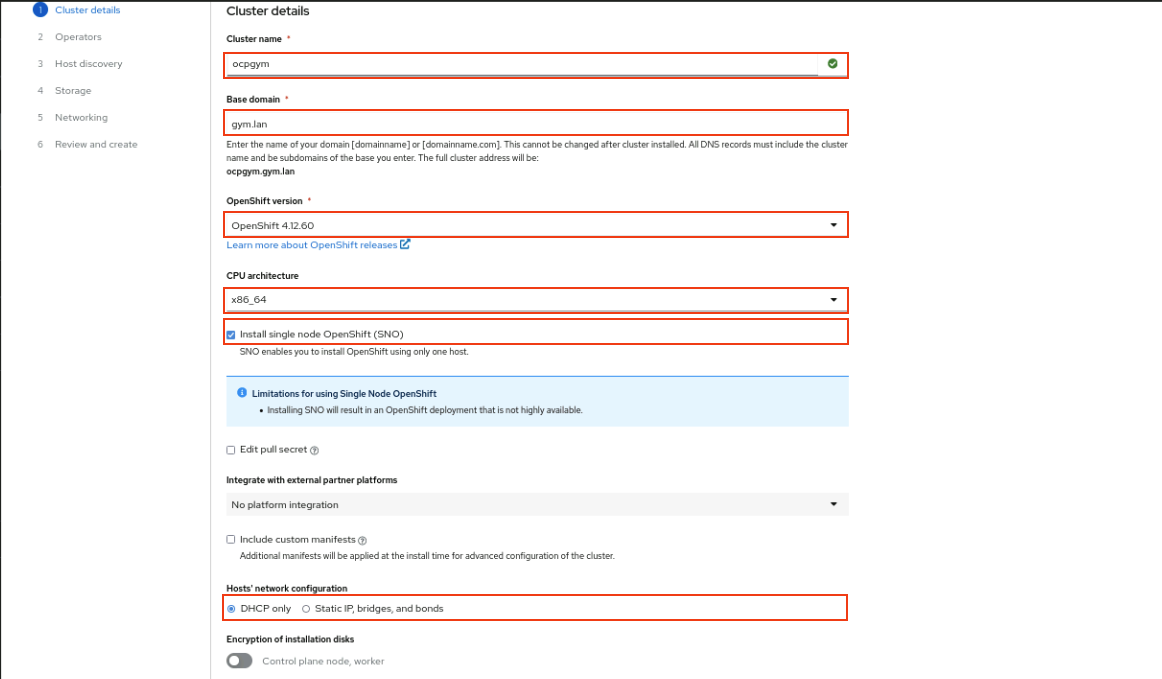 1 Cluster details
2 Operators
3 Host discovery
4 Storage
5 Networking
6 Review and create
Cluster details
Cluster name *
ocpgym
Base domain *
gym.lan
Enter the name of your domain [domainname] or [domainname.com]. This cannot be changed after cluster installed. All DNS records must include the cluster
name and be subdomains of the base you enter. The full cluster address will be:
ocpgym.gym.lan
OpenShift version *
OpenShift 4.12.60
Learn more about OpenShift releases
CPU architecture
x86_64
Install single node OpenShift (SNO)
SNO enables you to install OpenShift using only one host.
Limitations for using Single Node OpenShift
• Installing SNO will result in an OpenShift deployment that is not highly available.
Edit pull secret
Integrate with external partner platforms
No platform integration
Include custom manifests
Additional manifests will be applied at the install time for advanced configuration of the cluster.
Hosts' network configuration
DHCP only Static IP, bridges, and bonds
Encryption of installation disks
Control plane node, worker